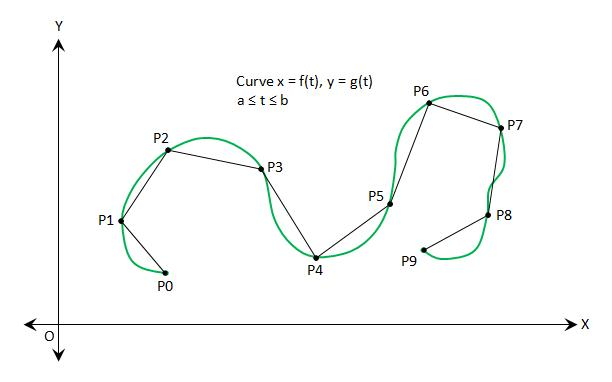 Y
Curve x = f(t), y = g(t)
a ≤ t ≤ b
P6
P7
P2
P3
P5
P1
P8
P4
P9
P0
X
O